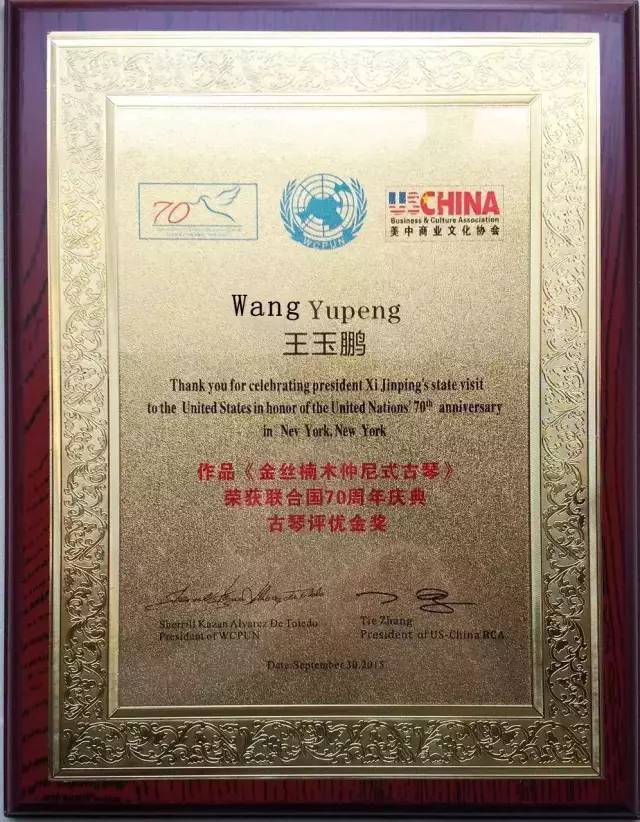 70
WCPUN
USCHINA
Business & Culture Association
美中商业文化协会
Wang Yupeng
王玉鹏
Thank you for celebrating president Xi Jinping's state visit
to the United States in honor of the United Nations' 70th anniversary
in Nev York, New York
作品《金丝楠木仲尼式古琴》
荣获联合国70周年庆典
古琴评优金奖
Sherrill Kazan Alvarez De Toledo
President of WCPUN
Tie Zhang
President of US-China BCA
Date:September.30.2015